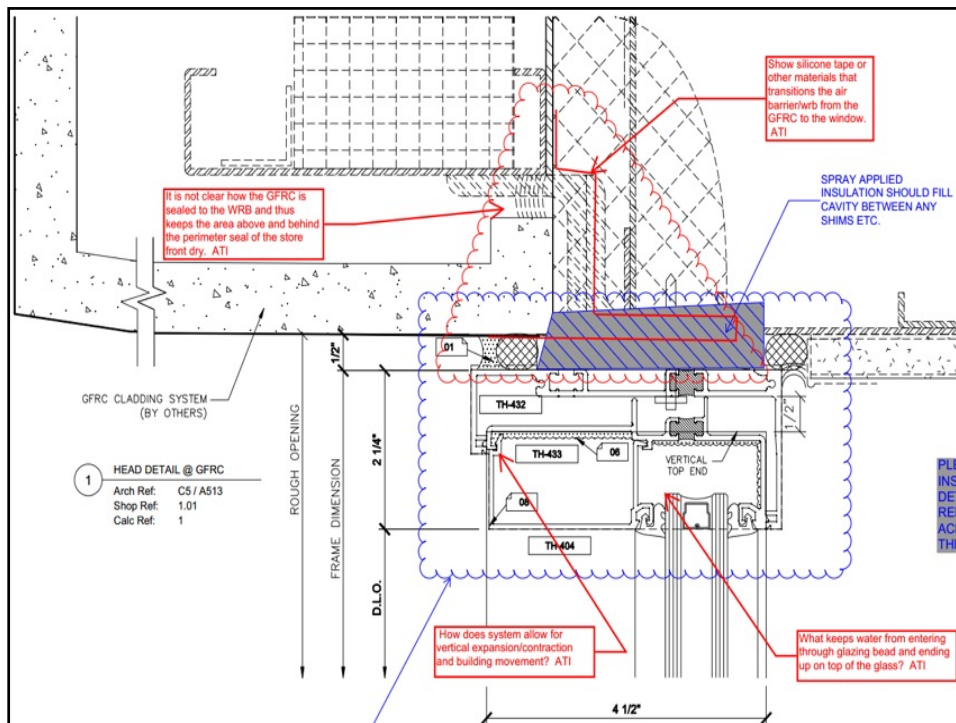 Show silicone tape or
other materials that
transitions the air
barrier/wrb from the
GFRC to the window.
ATI
It is not clear how the GFRC is
sealed to the WRB and thus
keeps the area above and behind
the perimeter seal of the store
front dry. ATI
SPRAY APPLIED
INSULATION SHOULD FILL
CAVITY BETWEEN ANY
SHIMS ETC.
01
1/2"
GFRC CLADDING SYSTEM
(BY OTHERS)
TH-432
1/2"
2 1/4"
ROUGH OPENING
FRAME DIMENSION
D.L.O.
TH-433
06
VERTICAL
TOP END
1
HEAD DETAIL @ GFRC
Arch Ref: C5 / A513
Shop Ref: 1.01
Calc Ref: 1
08
TH-404
PLE
INS
DET
RE
AC
TH
How does system allow for
vertical expansion/contraction
and building movement? ATI
What keeps water from entering
through glazing bead and ending
up on top of the glass? ATI
4 1/2"